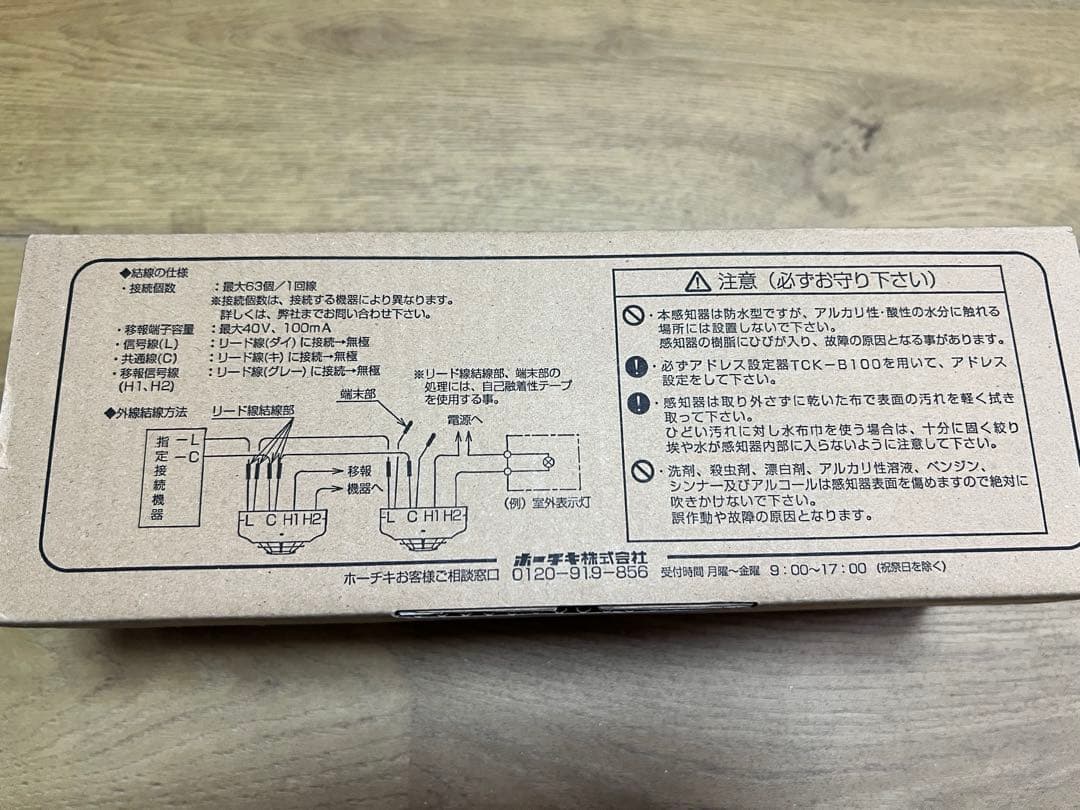 ◆結線の仕様
・接続個数 :最大63個/1回線
※接続個数は、接続する機器により異なります。
詳しくは、弊社までお問い合わせ下さい。
・移報端子容量 :最大40V、100mA
・信号線(L) :リード線(ダイ)に接続→無極
・共通線(C) :リード線(キ)に接続→無極
・移報信号線 :リード線(グレー)に接続→無極
(H1、H2)
※リード線結線部、端末部の
処理には、自己融着性テープ
を使用する事。
◆外線結線方法
リード線結線部
端末部
電源へ
指定接続機器
-L
-C
移報
機器へ
L C H1 H2
L C H1 H2
(例)室外表示灯
⚠ 注意(必ずお守り下さい)
・本感知器は防水型ですが、アルカリ性・酸性の水分に触れる
場所には設置しないで下さい。
感知器の樹脂にひびが入り、故障の原因となる事があります。
・必ずアドレス設定器TCK-B100を用いて、アドレス
設定をして下さい。
・感知器は取り外さずに乾いた布で表面の汚れを軽く拭き
取って下さい。
ひどい汚れに対し水布巾を使う場合は、十分に固く絞り
埃や水が感知器内部に入らないように注意して下さい。
・洗剤、殺虫剤、漂白剤、アルカリ性溶液、ベンジン、
シンナー及びアルコールは感知器表面を傷めますので絶対に
吹きかけないで下さい。
誤作動や故障の原因となります。
ホーチキ株式会社
ホーチキお客様ご相談窓口 0120-919-856 受付時間 月曜~金曜 9:00~17:00 (祝祭日を除く)